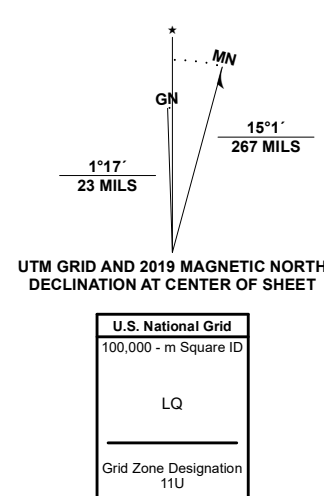 ★
MN
GN
15°1´
267 MILS
1°17´
23 MILS
UTM GRID AND 2019 MAGNETIC NORTH
DECLINATION AT CENTER OF SHEET
U.S. National Grid
100,000 - m Square ID
LQ
Grid Zone Designation
11U